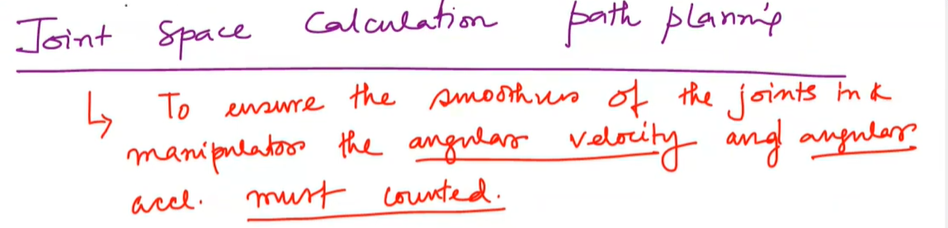 Joint Space Calculation path planning
↳ To ensure the smoothness of the joints in a
manipulator the angular velocity and angular
accl. must counted.